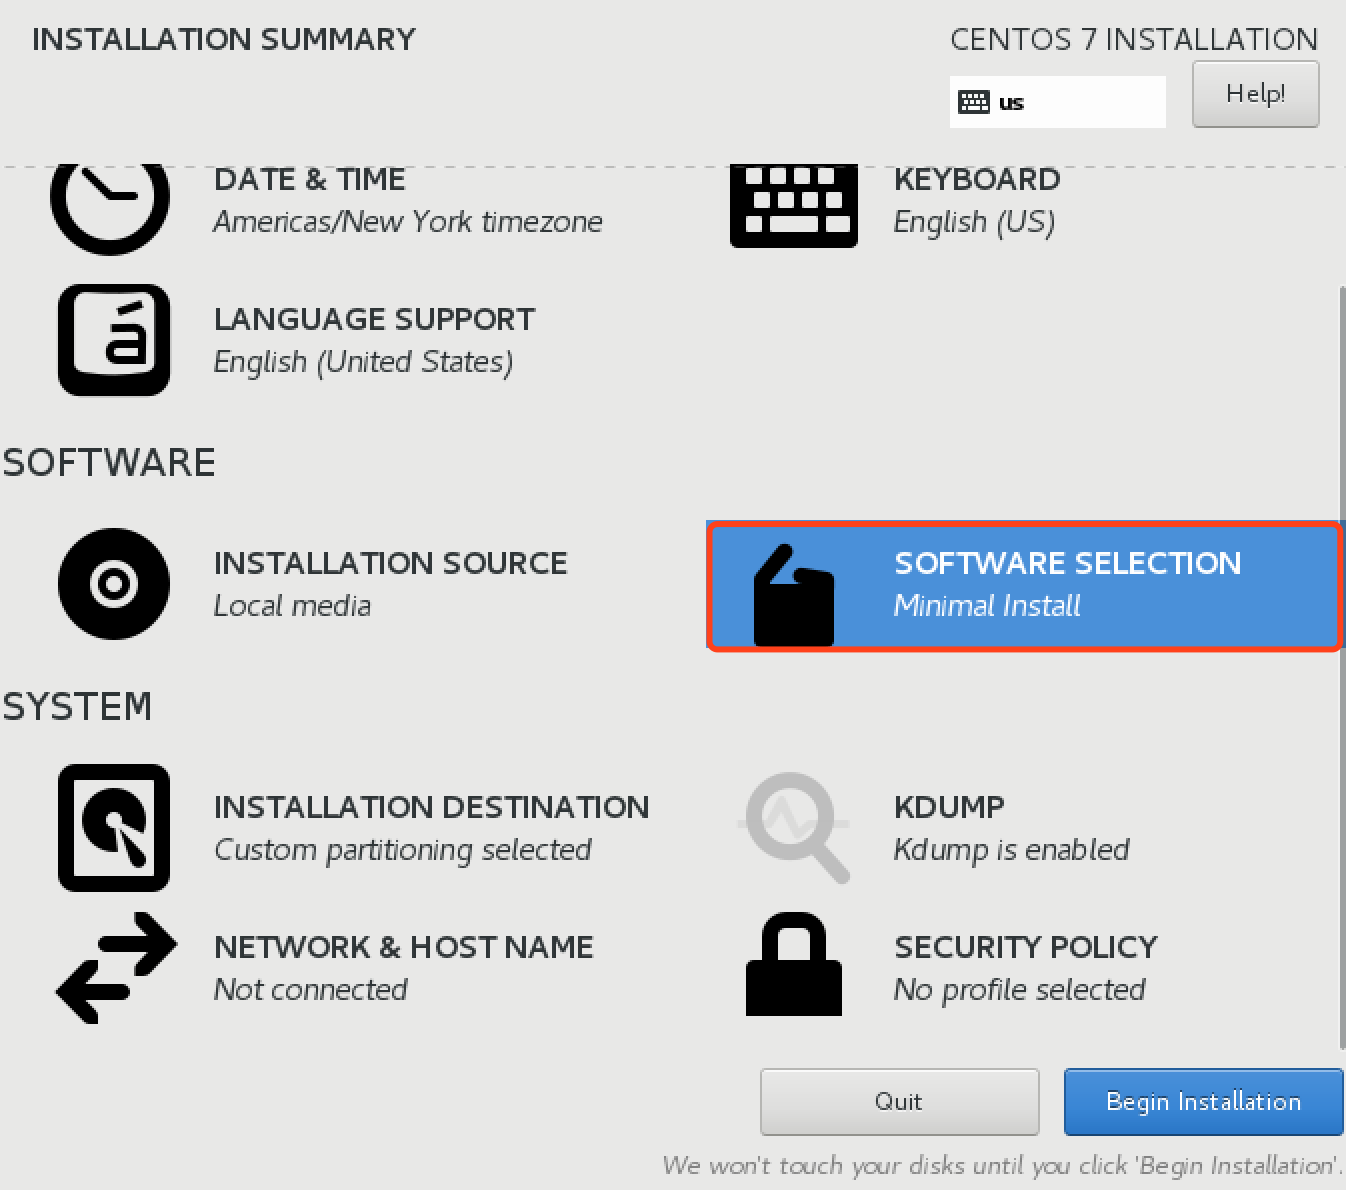 INSTALLATION SUMMARY
CENTOS 7 INSTALLATION
us
Help!
DATE & TIME
Americas/New York timezone
KEYBOARD
English (US)
LANGUAGE SUPPORT
English (United States)
SOFTWARE
INSTALLATION SOURCE
Local media
SOFTWARE SELECTION
Minimal Install
SYSTEM
INSTALLATION DESTINATION
Custom partitioning selected
KDUMP
Kdump is enabled
NETWORK & HOST NAME
Not connected
SECURITY POLICY
No profile selected
Quit
Begin Installation
We won't touch your disks until you click 'Begin Installation'.